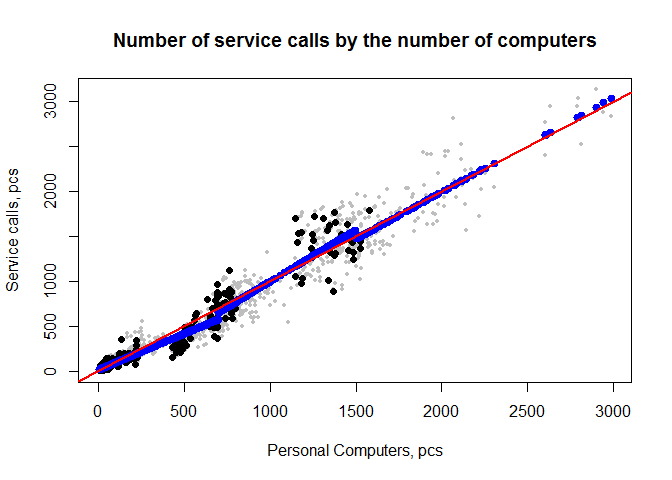 Number of service calls by the number of computers
Service calls, pcs
3000
2000
1000
500
0
0 500 1000 1500 2000 2500 3000
Personal Computers, pcs